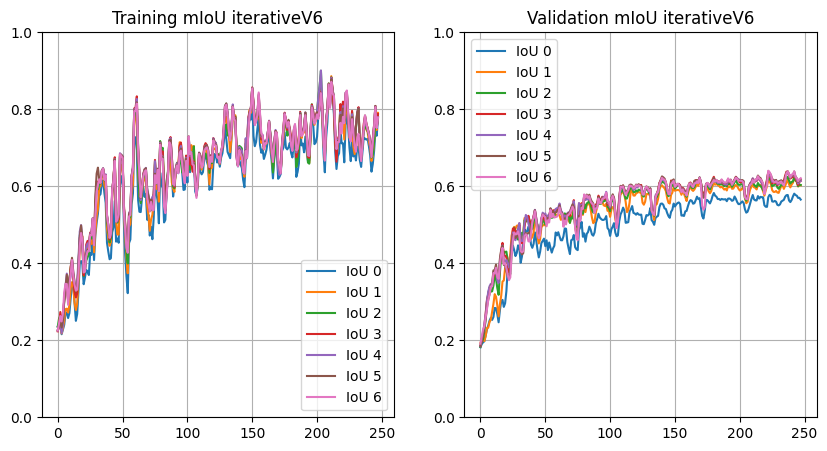 Training mIoU iterativeV6
1.0
0.8
0.6
0.4
0.2
0.0
0
50
100
150
200
250
IoU 0
IoU 1
IoU 2
IoU 3
IoU 4
IoU 5
IoU 6
Validation mIoU iterativeV6
1.0
0.8
0.6
0.4
0.2
0.0
0
50
100
150
200
250
IoU 0
IoU 1
IoU 2
IoU 3
IoU 4
IoU 5
IoU 6